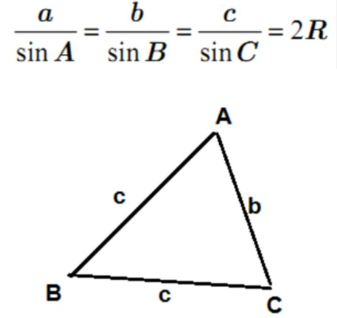 a/sin A = b/sin B = c/sin C = 2R
A
c
b
B
c
C